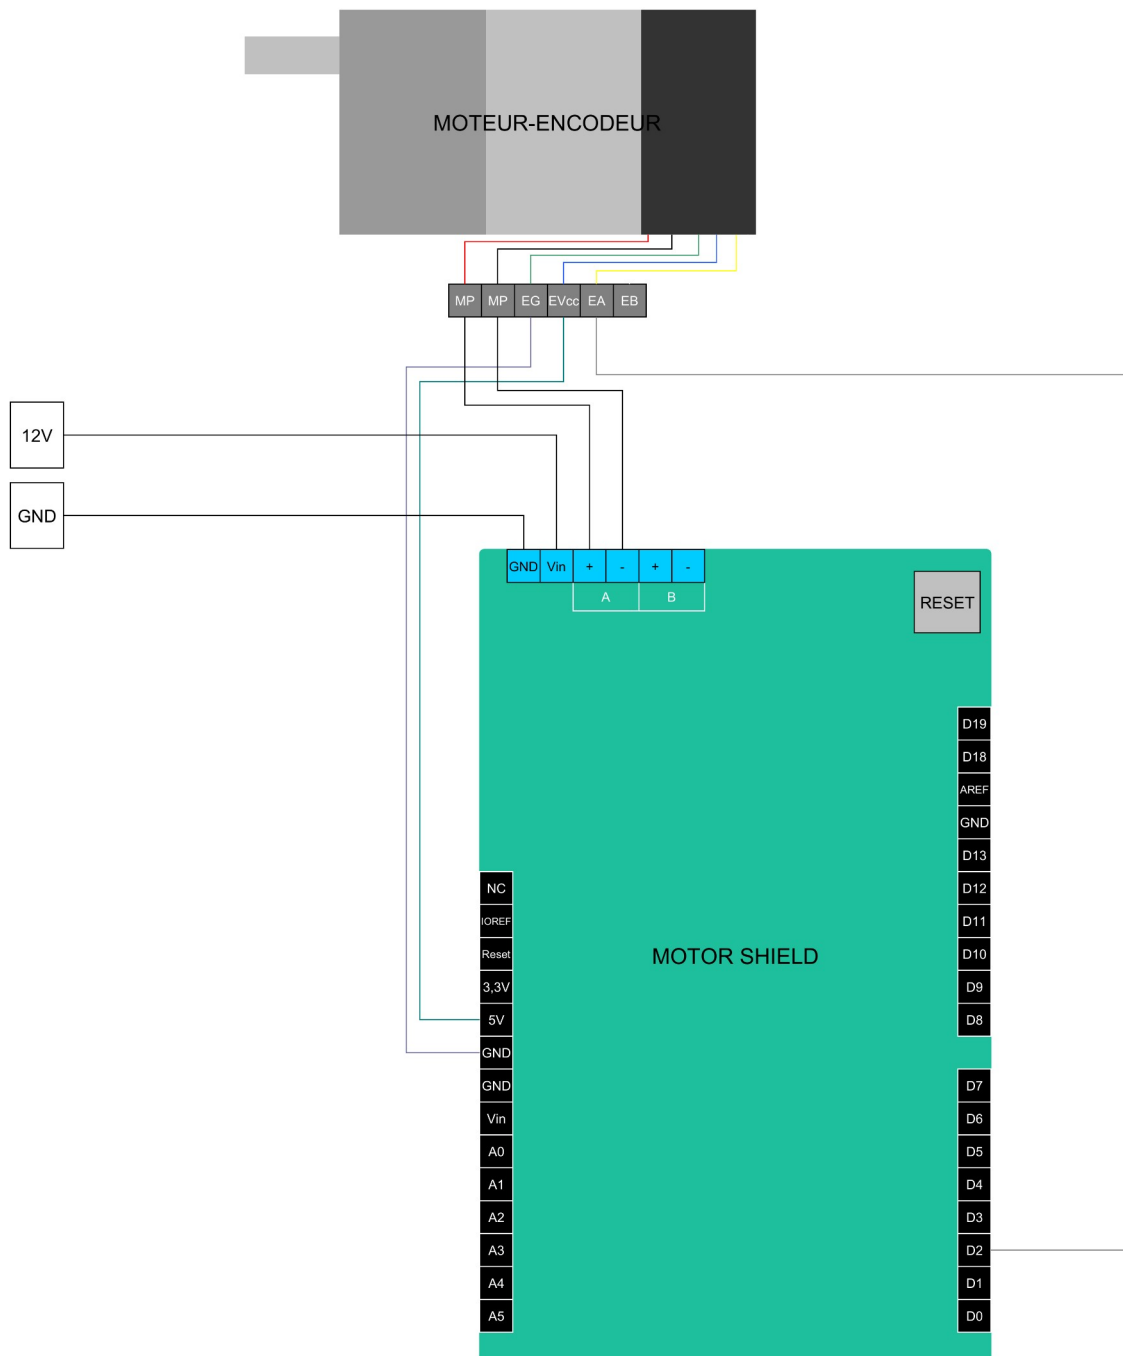 MOTEUR-ENCODEUR
MP MP EG EVcc EA EB
12V
GND
GND Vin + - + -
A B
RESET
D19
D18
AREF
GND
D13
NC D12
IOREF D11
Reset MOTOR SHIELD D10
3,3V D9
5V D8
GND
GND D7
Vin D6
A0 D5
A1 D4
A2 D3
A3 D2
A4 D1
A5 D0